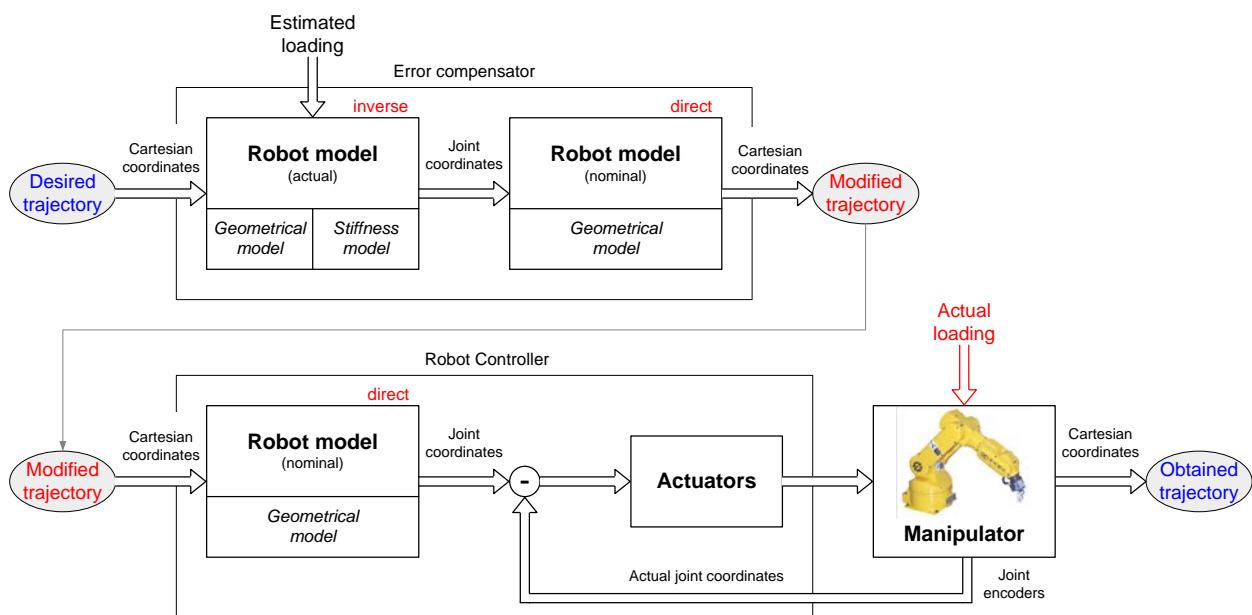 Estimated
loading
Error compensator
inverse
direct
Cartesian
coordinates
Robot model
(actual)
Joint
coordinates
Robot model
(nominal)
Cartesian
coordinates
Desired
trajectory
Modified
trajectory
Geometrical
model
Stiffness
model
Geometrical
model
Actual
loading
Robot Controller
direct
Cartesian
coordinates
Robot model
(nominal)
Joint
coordinates
Cartesian
coordinates
Modified
trajectory
-
Actuators
Obtained
trajectory
Geometrical
model
Manipulator
Actual joint coordinates
Joint
encoders